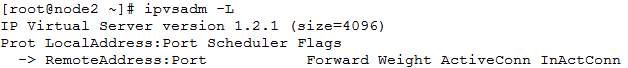 [root@node2 ~]# ipvsadm -L
IP Virtual Server version 1.2.1 (size=4096)
Prot LocalAddress:Port Scheduler Flags
  -> RemoteAddress:Port           Forward Weight ActiveConn InActConn